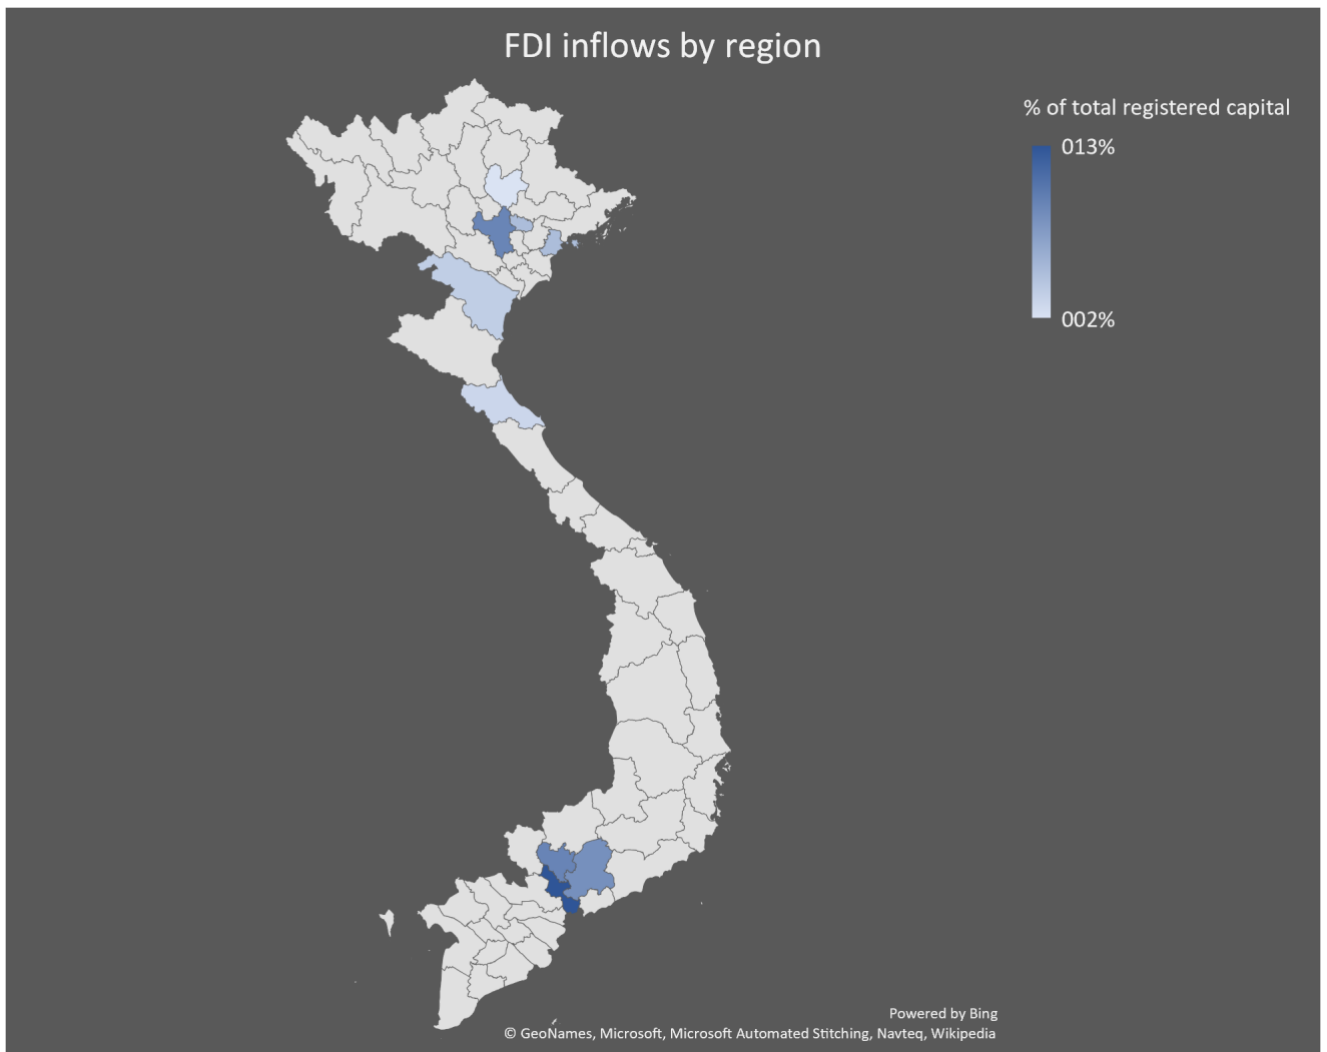 FDI inflows by region
% of total registered capital
013%
002%
Powered by Bing
© GeoNames, Microsoft, Microsoft Automated Stitching, Navteq, Wikipedia